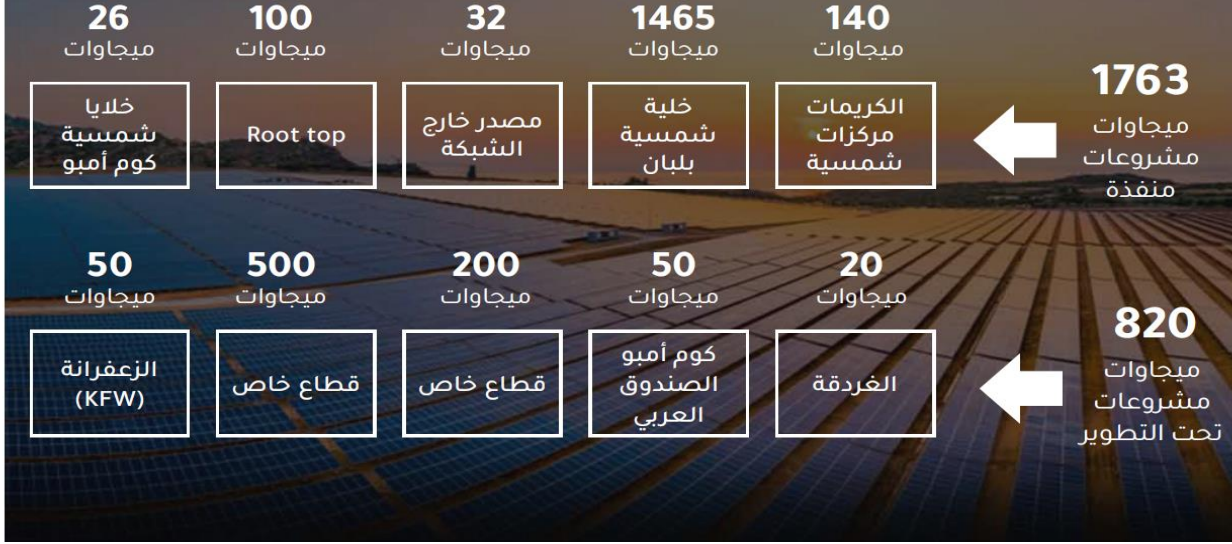 1763
ميجاوات
مشروعات
منفذة
140
ميجاوات
الكريمات
مركزات
شمسية
1465
ميجاوات
خلية
شمسية
بلبان
32
ميجاوات
مصدر خارج
الشبكة
100
ميجاوات
Root top
26
ميجاوات
خلايا
شمسية
كوم أمبو
820
ميجاوات
مشروعات
تحت التطوير
20
ميجاوات
الغردقة
50
ميجاوات
كوم أمبو
الصندوق
العربي
200
ميجاوات
قطاع خاص
500
ميجاوات
قطاع خاص
50
ميجاوات
الزعفرانة
(KFW)